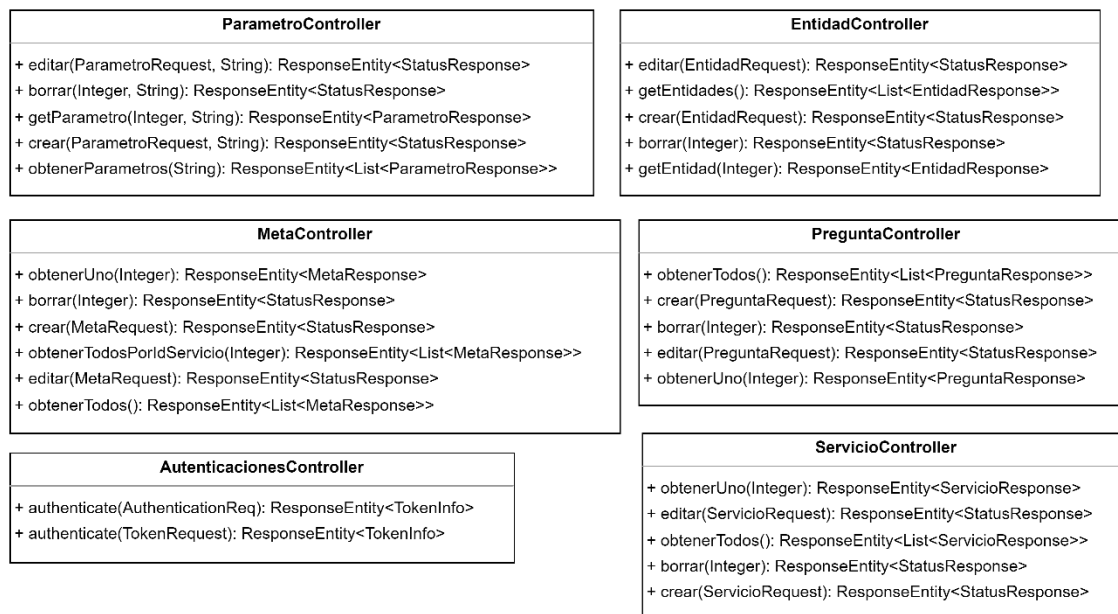 ParametroController
+ editar(ParametroRequest, String): ResponseEntity<StatusResponse>
+ borrar(Integer, String): ResponseEntity<StatusResponse>
+ getParametro(Integer, String): ResponseEntity<ParametroResponse>
+ crear(ParametroRequest, String): ResponseEntity<StatusResponse>
+ obtenerParametros(String): ResponseEntity<List<ParametroResponse>>
EntidadController
+ editar(EntidadRequest): ResponseEntity<StatusResponse>
+ getEntidades(): ResponseEntity<List<EntidadResponse>>
+ crear(EntidadRequest): ResponseEntity<StatusResponse>
+ borrar(Integer): ResponseEntity<StatusResponse>
+ getEntidad(Integer): ResponseEntity<EntidadResponse>
MetaController
+ obtenerUno(Integer): ResponseEntity<MetaResponse>
+ borrar(Integer): ResponseEntity<StatusResponse>
+ crear(MetaRequest): ResponseEntity<StatusResponse>
+ obtenerTodosPorIdServicio(Integer): ResponseEntity<List<MetaResponse>>
+ editar(MetaRequest): ResponseEntity<StatusResponse>
+ obtenerTodos(): ResponseEntity<List<MetaResponse>>
PreguntaController
+ obtenerTodos(): ResponseEntity<List<PreguntaResponse>>
+ crear(PreguntaRequest): ResponseEntity<StatusResponse>
+ borrar(Integer): ResponseEntity<StatusResponse>
+ editar(PreguntaRequest): ResponseEntity<StatusResponse>
+ obtenerUno(Integer): ResponseEntity<PreguntaResponse>
AutenticacionesController
+ authenticate(AuthenticationReq): ResponseEntity<TokenInfo>
+ authenticate(TokenRequest): ResponseEntity<TokenInfo>
ServicioController
+ obtenerUno(Integer): ResponseEntity<ServicioResponse>
+ editar(ServicioRequest): ResponseEntity<StatusResponse>
+ obtenerTodos(): ResponseEntity<List<ServicioResponse>>
+ borrar(Integer): ResponseEntity<StatusResponse>
+ crear(ServicioRequest): ResponseEntity<StatusResponse>